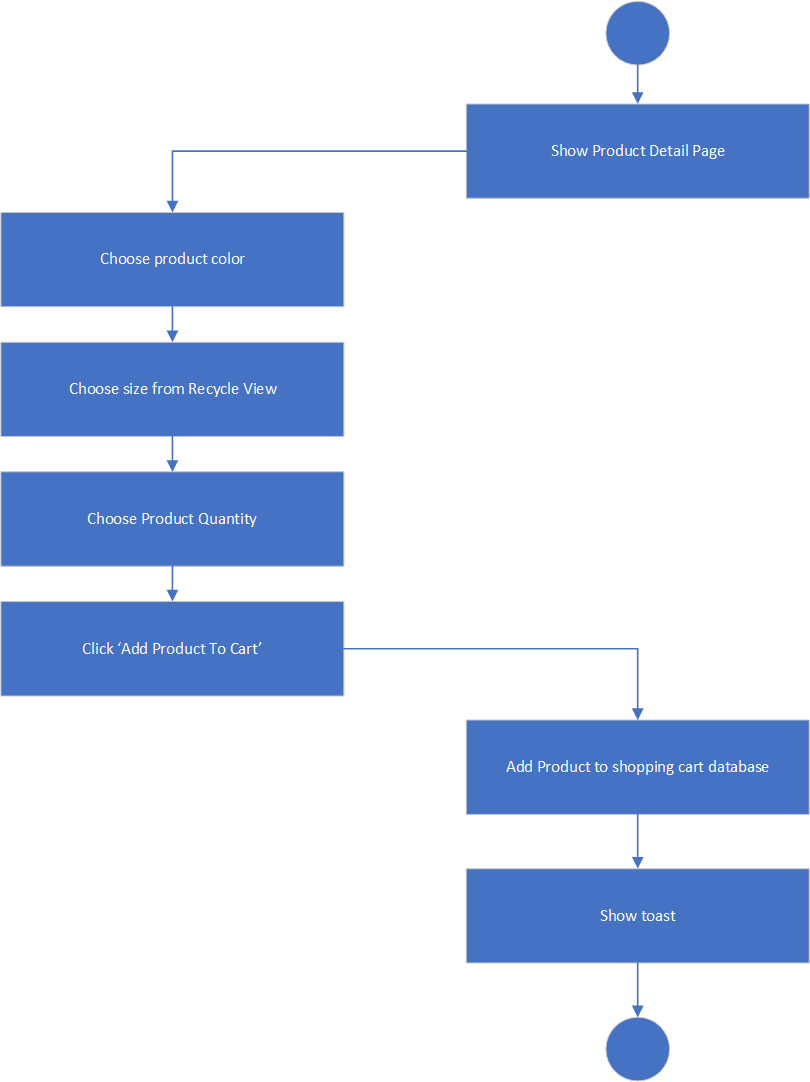 Show Product Detail Page
Choose product color
Choose size from Recycle View
Choose Product Quantity
Click ‘Add Product To Cart’
Add Product to shopping cart database
Show toast